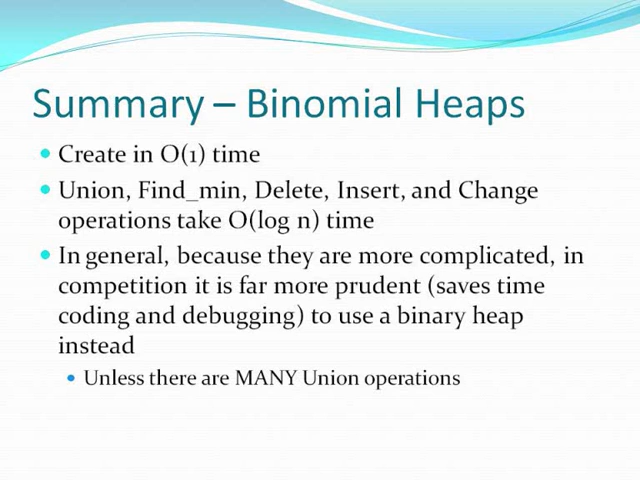 Summary – Binomial Heaps
• Create in O(1) time
• Union, Find_min, Delete, Insert, and Change
operations take O(log n) time
• In general, because they are more complicated, in
competition it is far more prudent (saves time
coding and debugging) to use a binary heap
instead
• Unless there are MANY Union operations